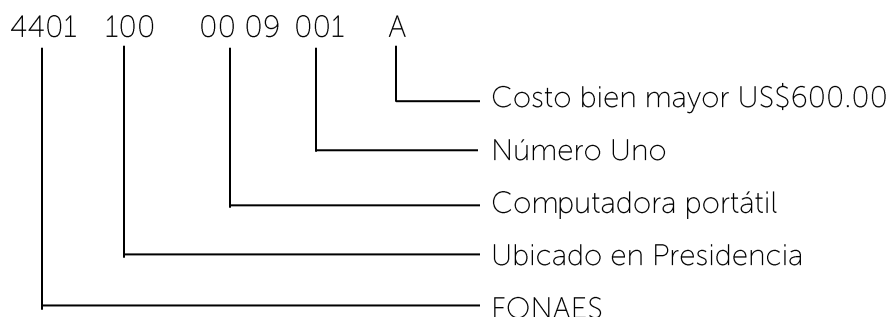 4401 100 00 09 001 A
Costo bien mayor US$600.00
Número Uno
Computadora portátil
Ubicado en Presidencia
FONAES